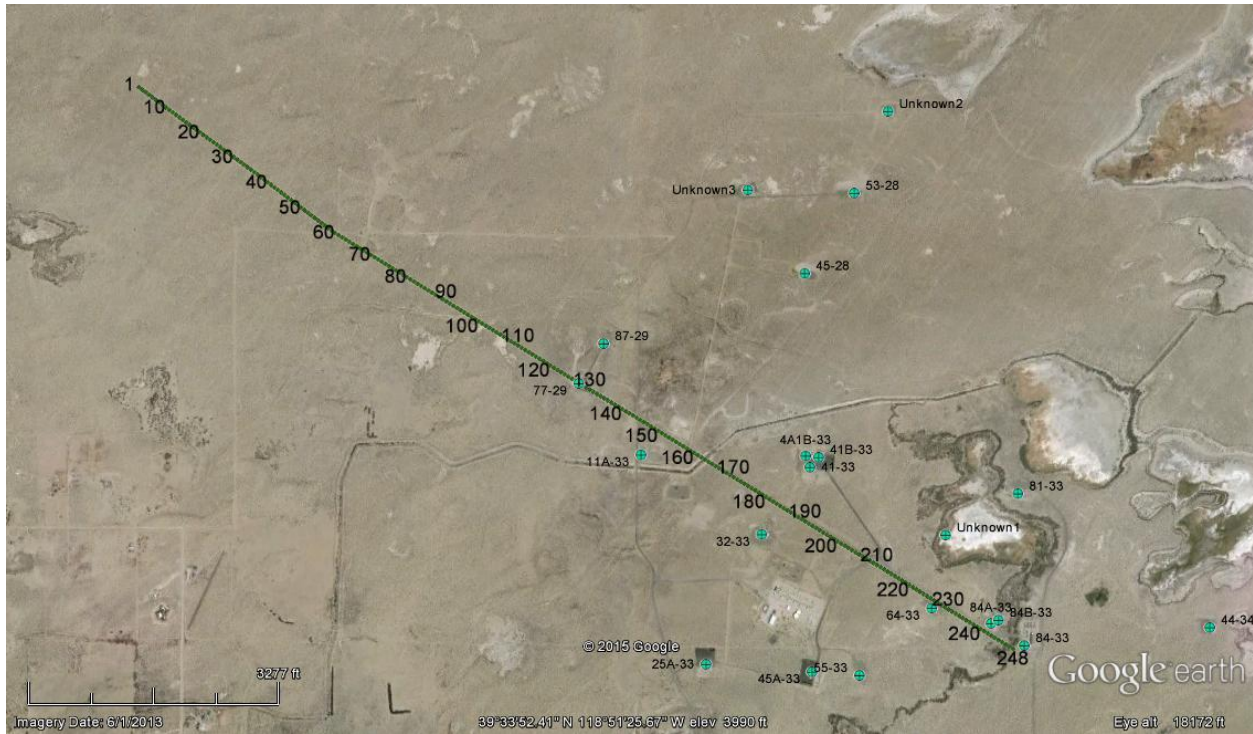 1
Unknown2
10
20
30
Unknown3
53-28
40
50
60
70
45-28
80
90
100
110
87-29
120
130
77-29
140
150
160
11A-33
170
4A1B-33
41B-33
41-33
180
81-33
190
32-33
Unknown1
200
210
220
230
64-33
84A-33
84B-33
240
44-34
84-33
248
© 2015 Google
25A-33
45A-33
55-33
3277 ft
Google earth
Imagery Date: 6/1/2013
39°33'52.41" N 118°51'25.67" W elev 3990 ft
Eye alt 18172 ft